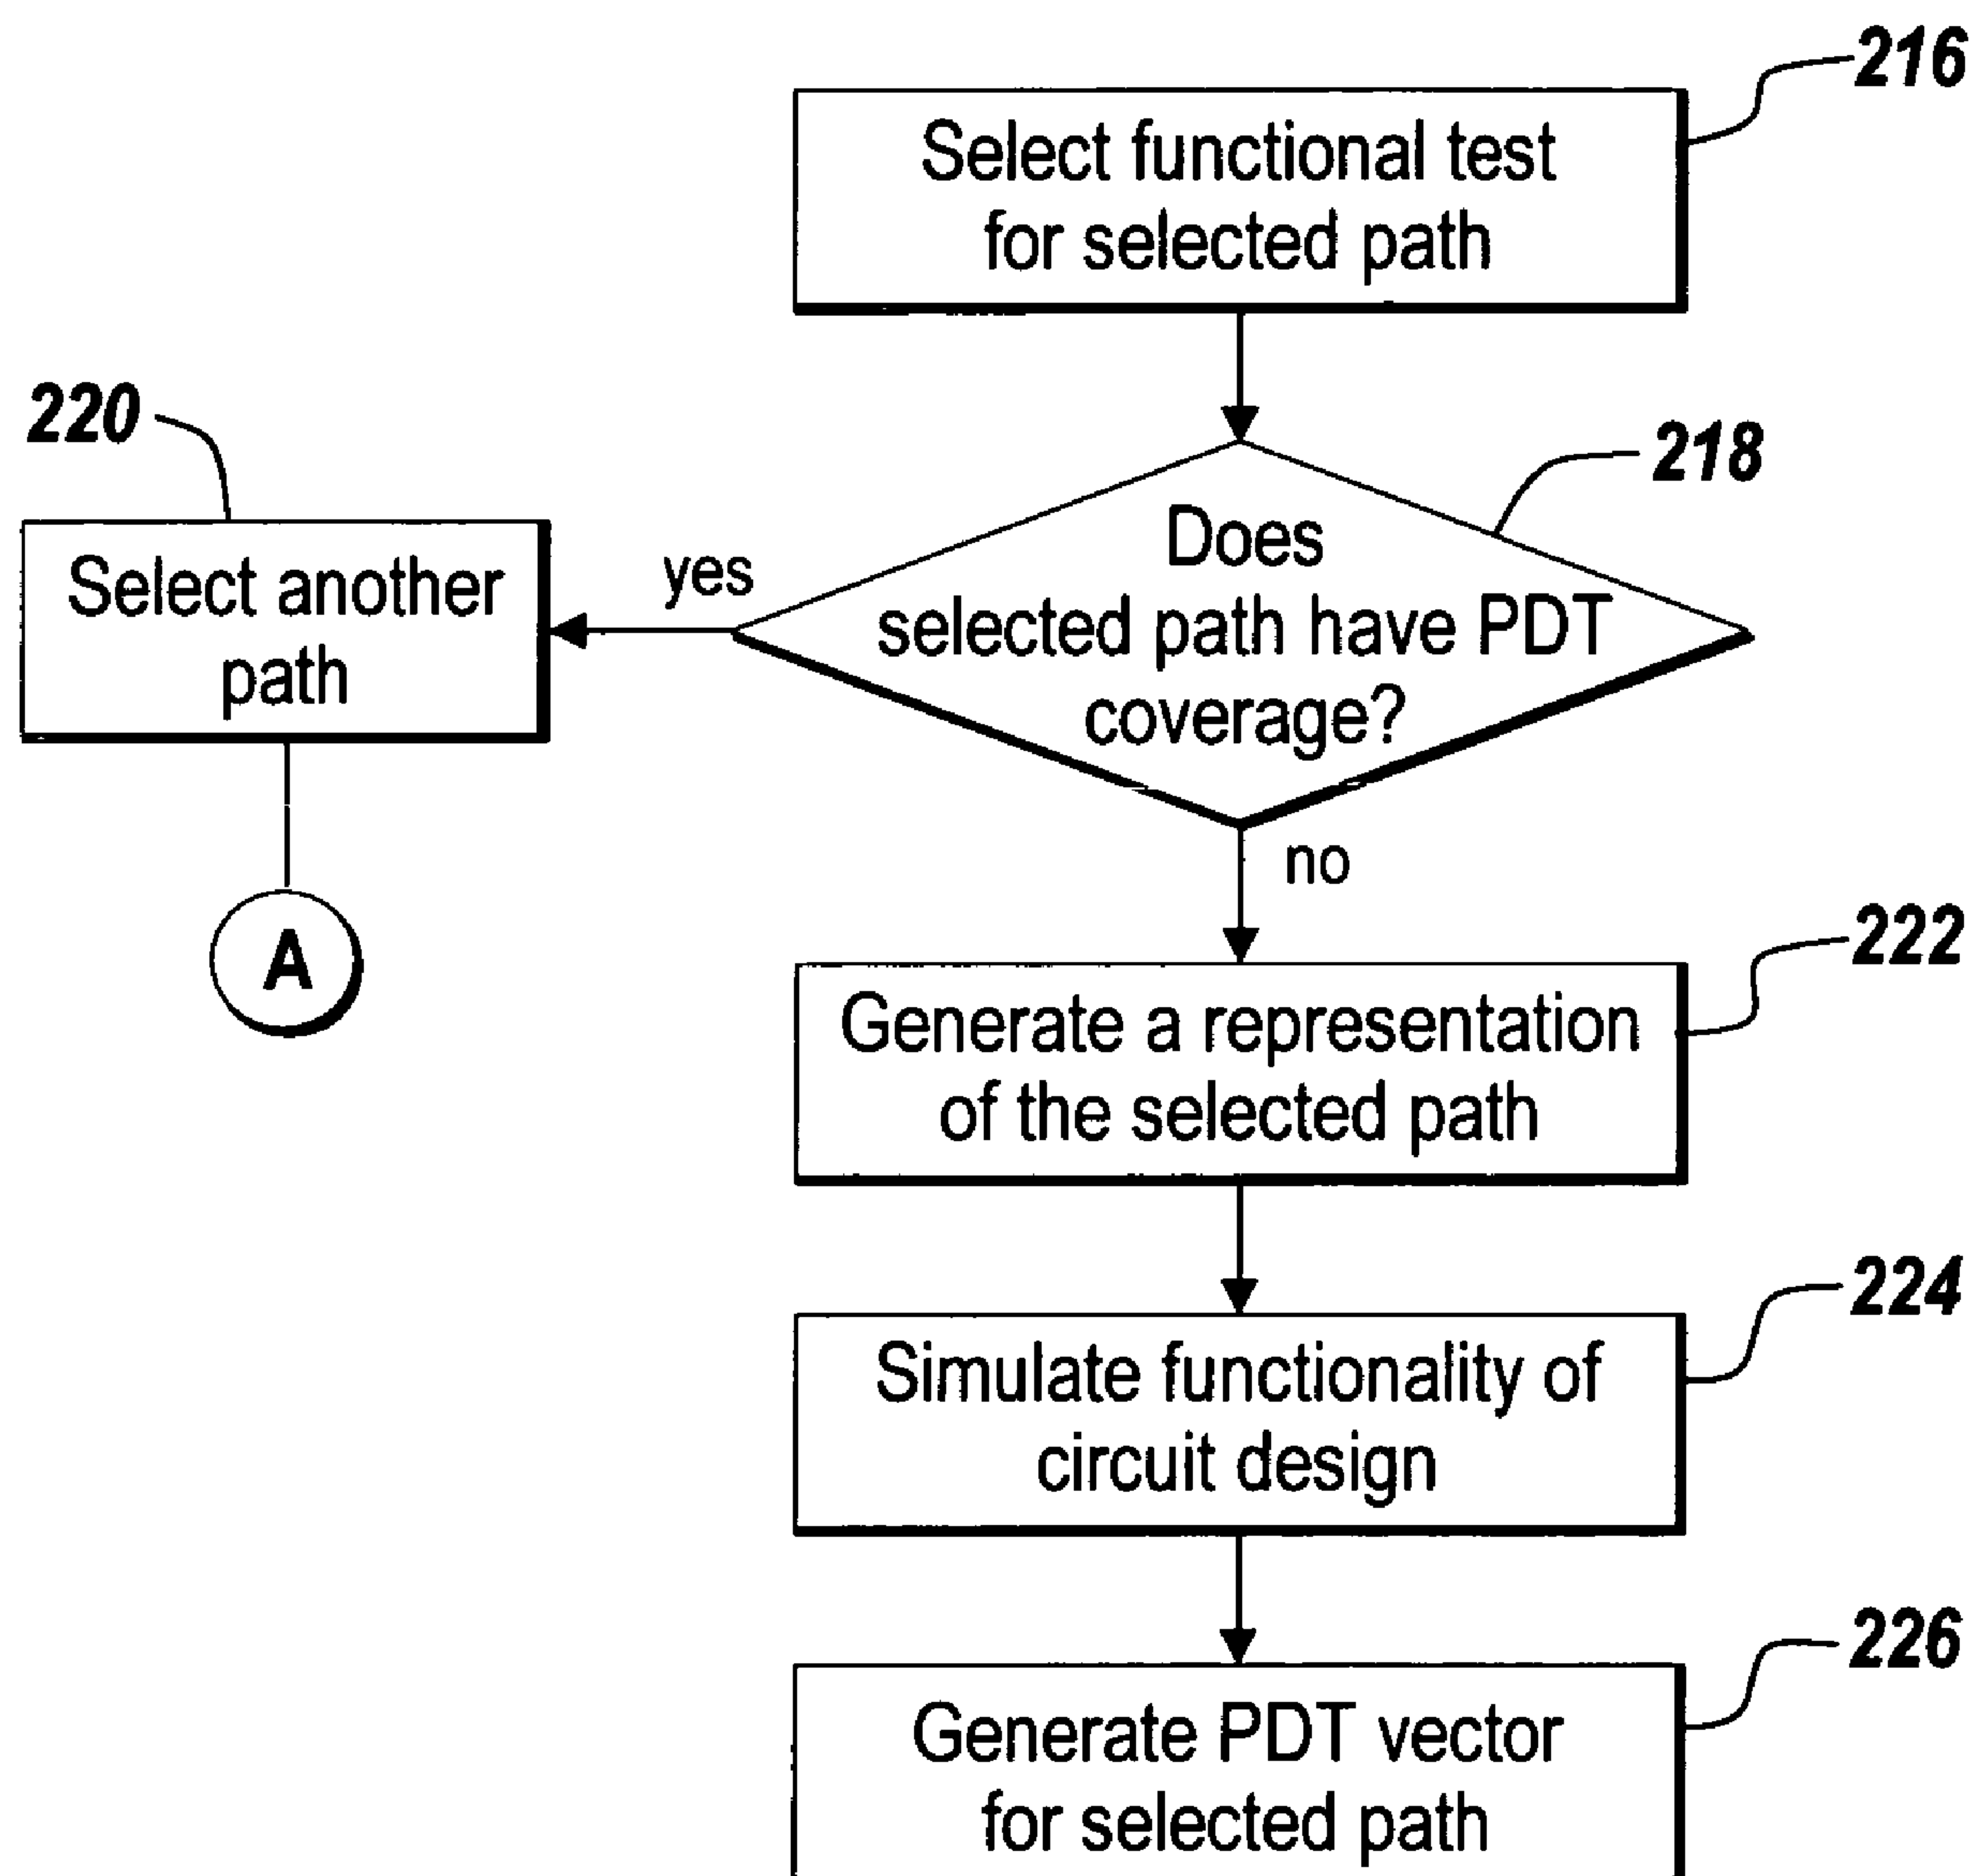 216
Select functional test
for selected path
220
218
Does
selected path have PDT
coverage?
yes
Select another
path
no
A
222
Generate a representation
of the selected path
224
Simulate functionality of
circuit design
226
Generate PDT vector
for selected path